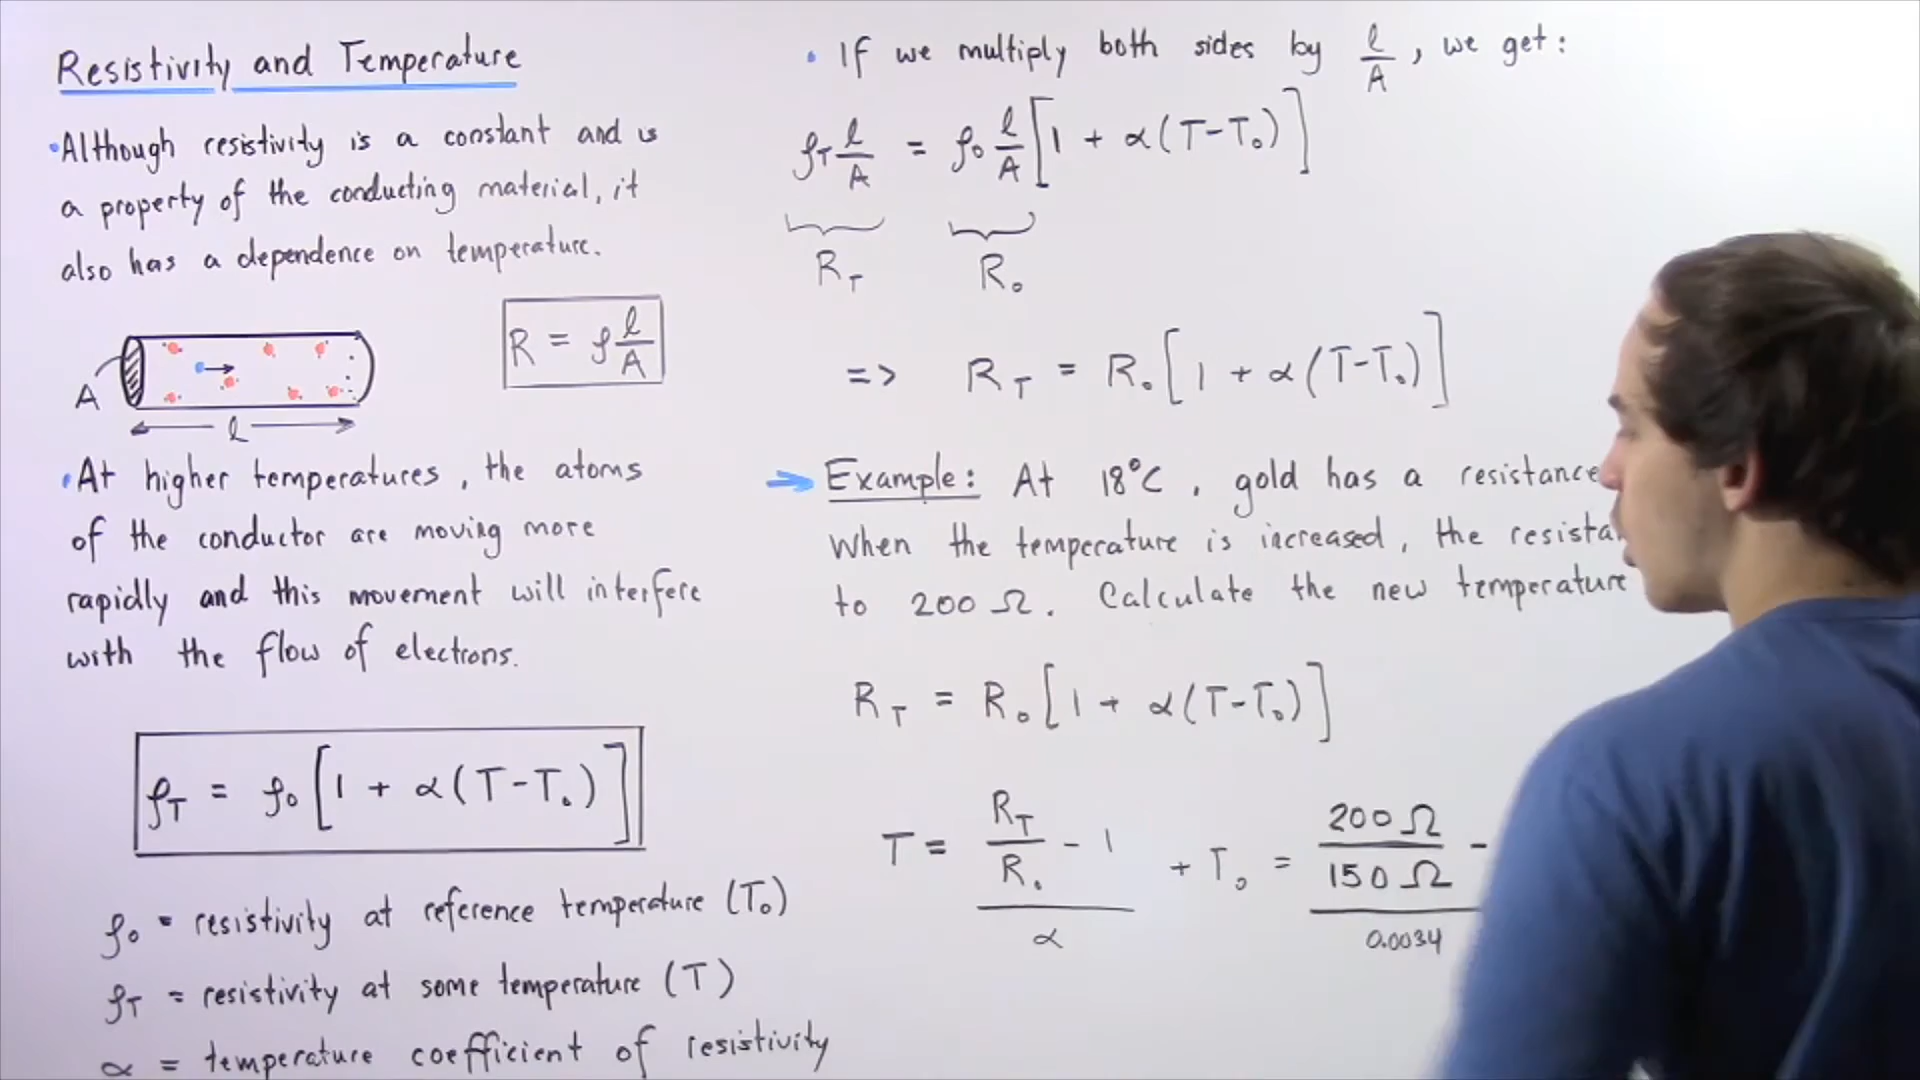 Resistivity and Temperature
•Although resistivity is a constant and is
a property of the conducting material, it
also has a dependence on temperature.
R = ρ l/A
A
l
•At higher temperatures, the atoms
of the conductor are moving more
rapidly and this movement will interfere
with the flow of electrons.
ρT = ρ0 [1 + α(T-T0)]
ρ0 = resistivity at reference temperature (T0)
ρT = resistivity at some temperature (T)
α = temperature coefficient of resistivity
• If we multiply both sides by l/A, we get:
ρT l/A = ρ0 l/A [1 + α(T-T0)]
RT R0
=> RT = R0 [1 + α(T-T0)]
Example: At 18°C, gold has a resistance
When the temperature is increased, the
to 200 Ω. Calculate the new temperature
RT = R0 [1 + α(T-T0)]
T = (RT/R0 - 1)/α + T0 = 200 Ω/150 Ω -
0.0034